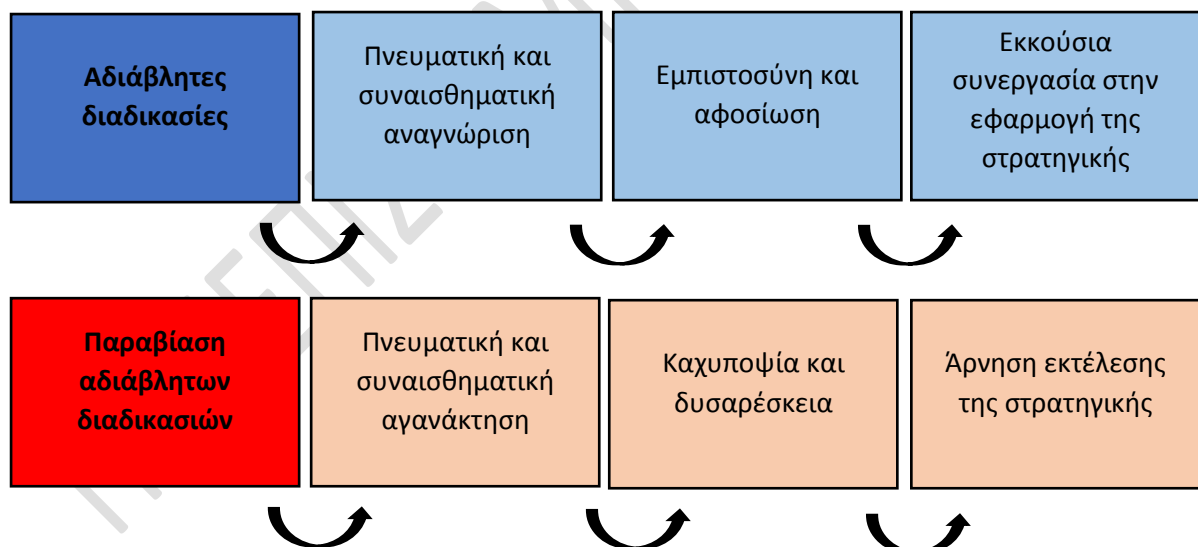 Αδιάβλητες
διαδικασίες
Πνευματική και
συναισθηματική
αναγνώριση
Εμπιστοσύνη και
αφοσίωση
Εκκούσια
συνεργασία στην
εφαρμογή της
στρατηγικής
Παραβίαση
αδιάβλητων
διαδικασιών
Πνευματική και
συναισθηματική
αγανάκτηση
Καχυποψία και
δυσαρέσκεια
Άρνηση εκτέλεσης
της στρατηγικής